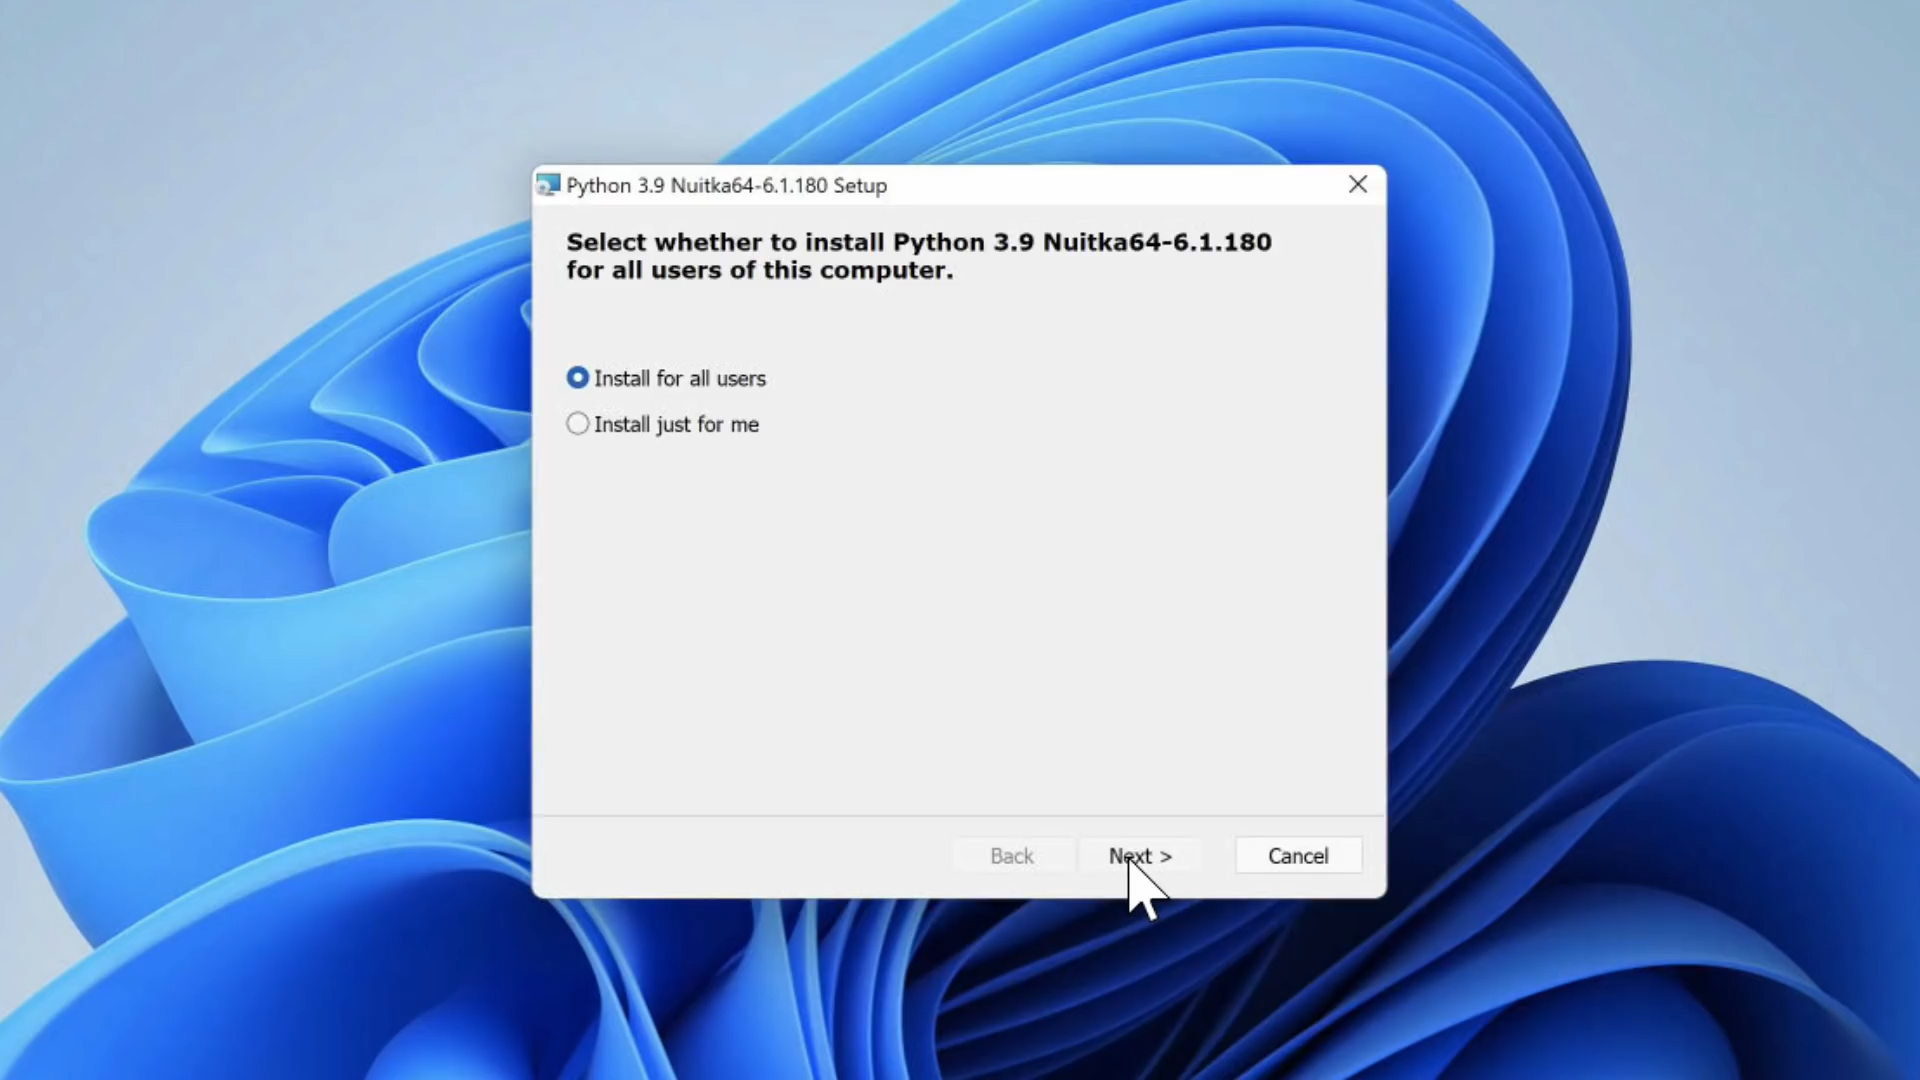 Python 3.9 Nuitka64-6.1.180 Setup
Select whether to install Python 3.9 Nuitka64-6.1.180
for all users of this computer.
Install for all users
Install just for me
Back
Next >
Cancel